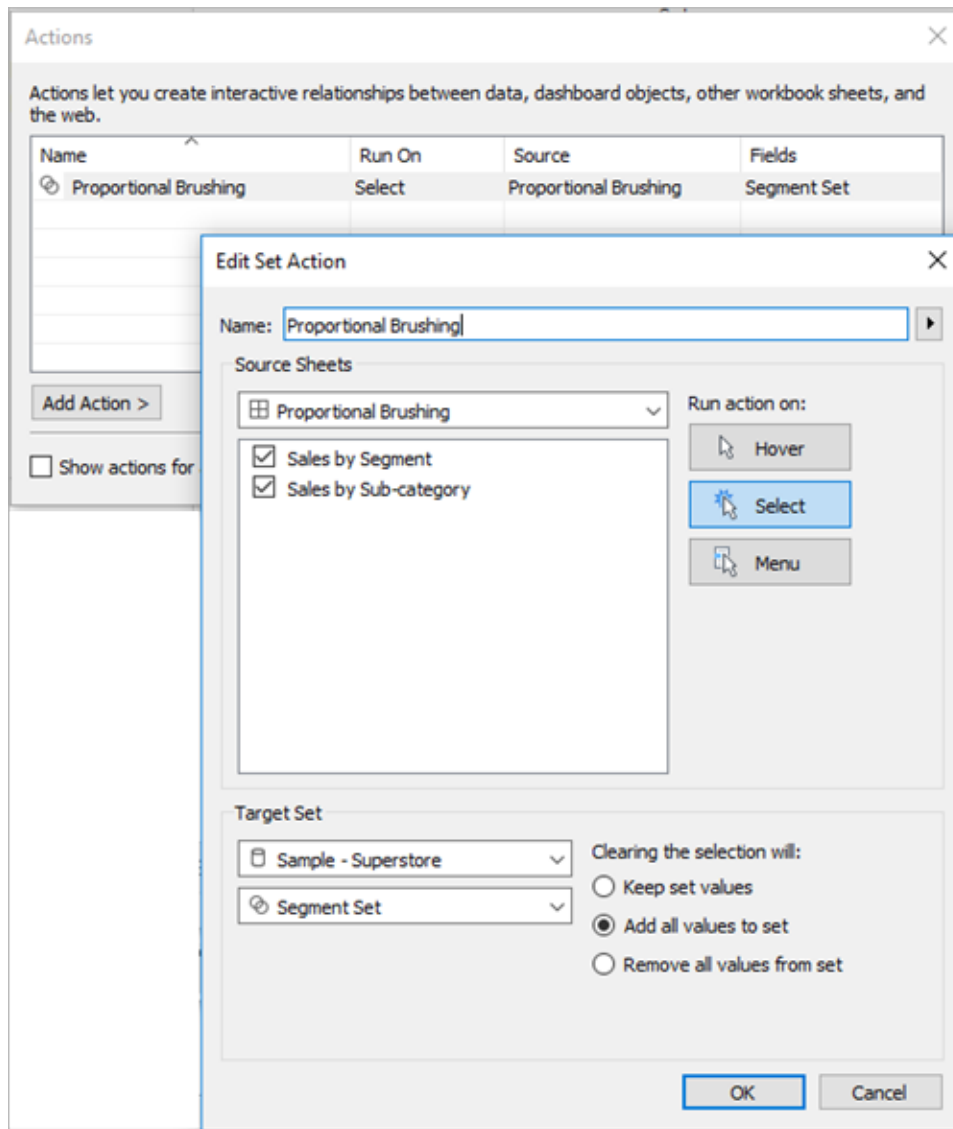 Actions
Actions let you create interactive relationships between data, dashboard objects, other workbook sheets, and
the web.
Name Run On Source Fields
Proportional Brushing Select Proportional Brushing Segment Set
Edit Set Action
Name: Proportional Brushing
Source Sheets
Proportional Brushing
Run action on:
Sales by Segment
Sales by Sub-category
Hover
Select
Menu
Add Action >
Show actions for
Target Set
Sample - Superstore
Segment Set
Clearing the selection will:
Keep set values
Add all values to set
Remove all values from set
OK Cancel